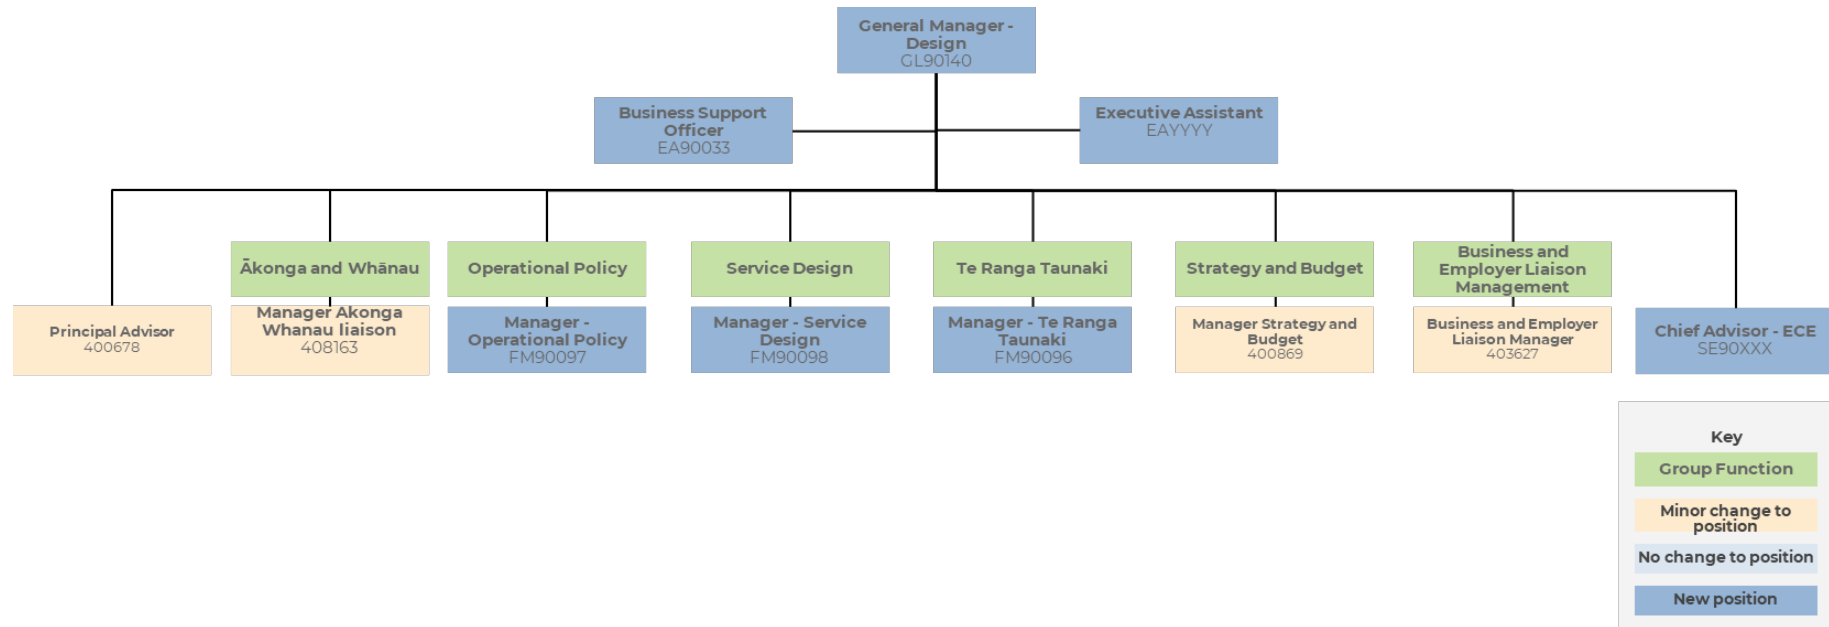 General Manager -
Design
GL90140
Business Support
Officer
EA90033
Executive Assistant
EAYYYY
Ākonga and Whānau
Operational Policy
Service Design
Te Ranga Taunaki
Strategy and Budget
Business and
Employer Liaison
Management
Principal Advisor
400678
Manager Akonga
Whanau liaison
408163
Manager -
Operational Policy
FM90097
Manager - Service
Design
FM90098
Manager - Te Ranga
Taunaki
FM90096
Manager Strategy and
Budget
400869
Business and Employer
Liaison Manager
403627
Chief Advisor - ECE
SE90XXX
Key
Group Function
Minor change to
position
No change to position
New position